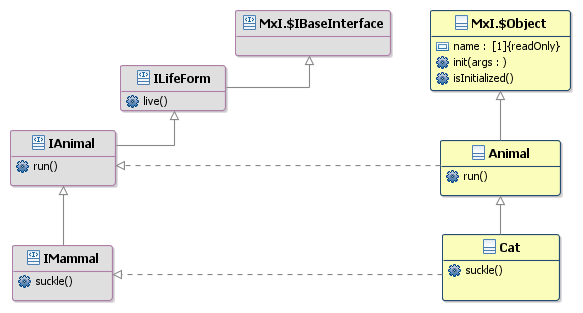 MxI.$IBaseInterface
MxI.$Object
name : [1]{readOnly}
init(args : )
isInitialized()
ILifeForm
live()
IAnimal
run()
Animal
run()
IMammal
suckle()
Cat
suckle()